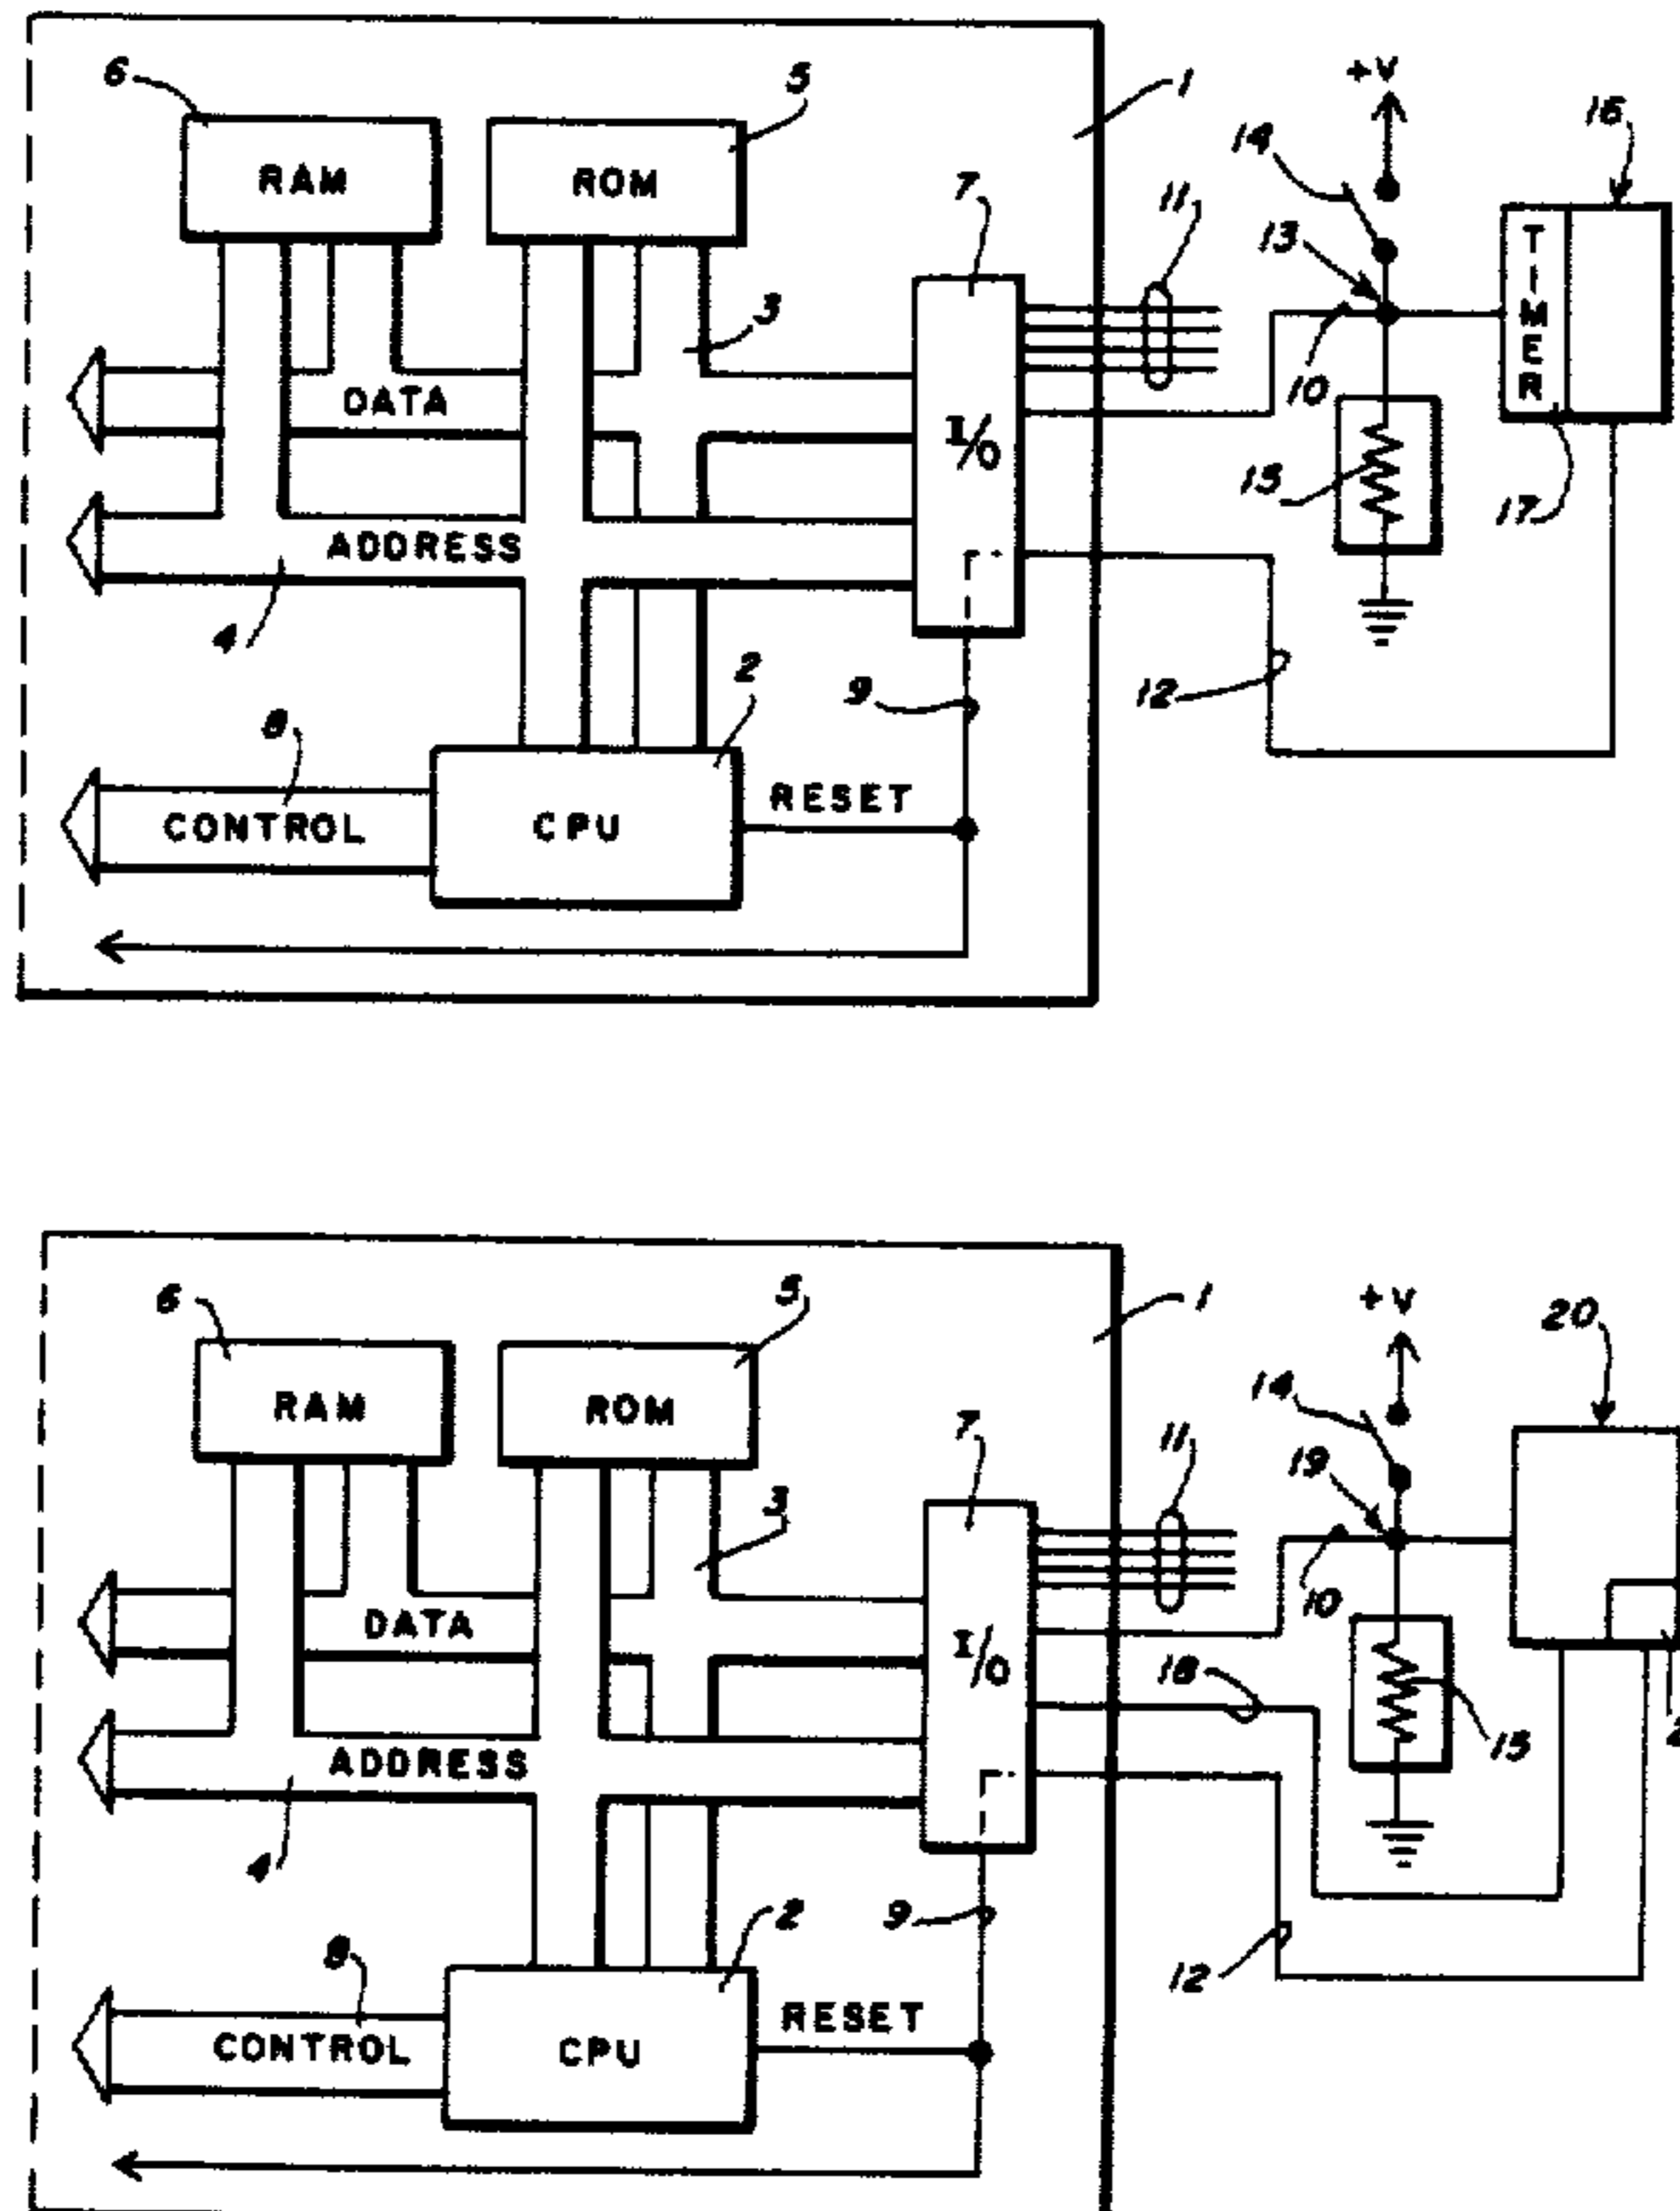 6
5
1
+V
16
14
RAM
ROM
7
11
13
TIMER
3
10
DATA
I/O
15
17
ADDRESS
4
2
9
12
8
RESET
CONTROL
CPU
6
5
1
+V
20
14
RAM
ROM
7
11
19
3
10
DATA
I/O
18
15
ADDRESS
4
2
9
12
8
RESET
CONTROL
CPU